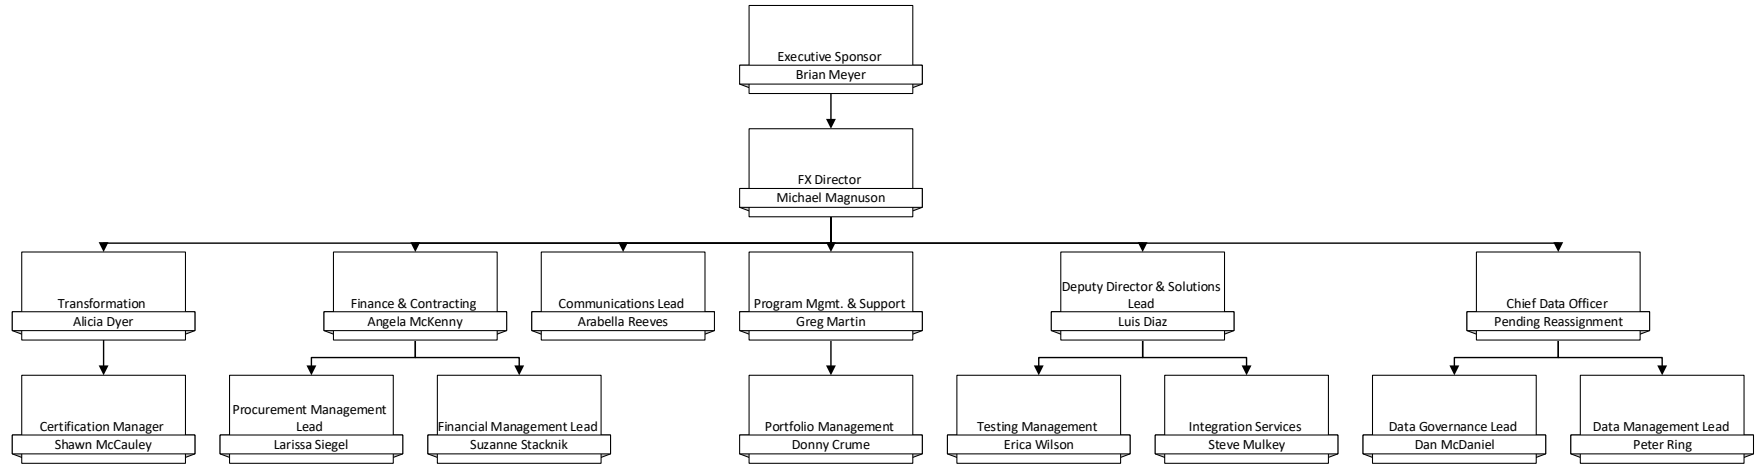 Executive Sponsor
Brian Meyer
FX Director
Michael Magnuson
Transformation
Alicia Dyer
Finance & Contracting
Angela McKenny
Communications Lead
Arabella Reeves
Program Mgmt. & Support
Greg Martin
Deputy Director & Solutions
Lead
Luis Diaz
Chief Data Officer
Pending Reassignment
Certification Manager
Shawn McCauley
Procurement Management
Lead
Larissa Siegel
Financial Management Lead
Suzanne Stacknik
Portfolio Management
Donny Crume
Testing Management
Erica Wilson
Integration Services
Steve Mulkey
Data Governance Lead
Dan McDaniel
Data Management Lead
Peter Ring